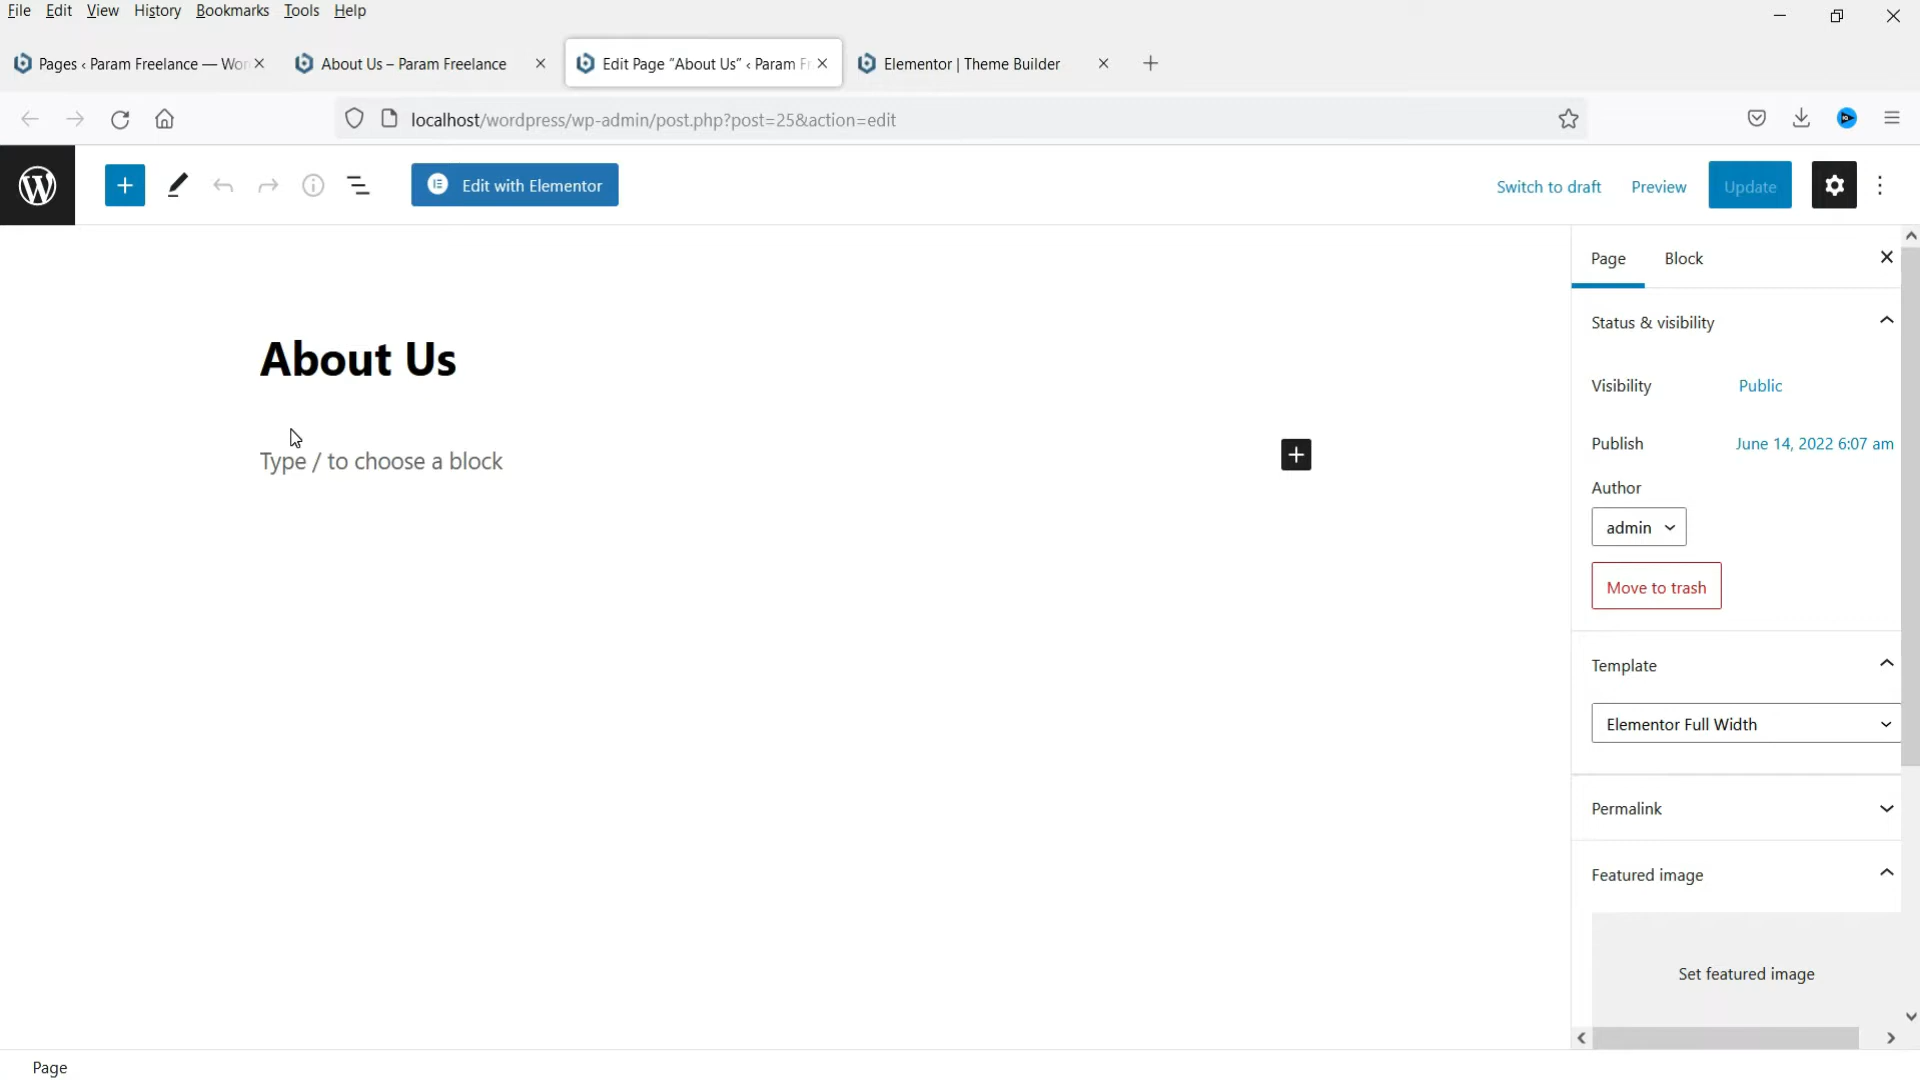 File Edit View History Bookmarks Tools Help
Pages ‹ Param Freelance — Wor
About Us – Param Freelance
Edit Page “About Us” ‹ Param Fr
Elementor | Theme Builder
localhost/wordpress/wp-admin/post.php?post=25&action=edit
Edit with Elementor
Switch to draft
Preview
Update
Page
Block
Status & visibility
About Us
Visibility
Public
Type / to choose a block
Publish
June 14, 2022 6:07 am
Author
admin
Move to trash
Template
Elementor Full Width
Permalink
Featured image
Set featured image
Page